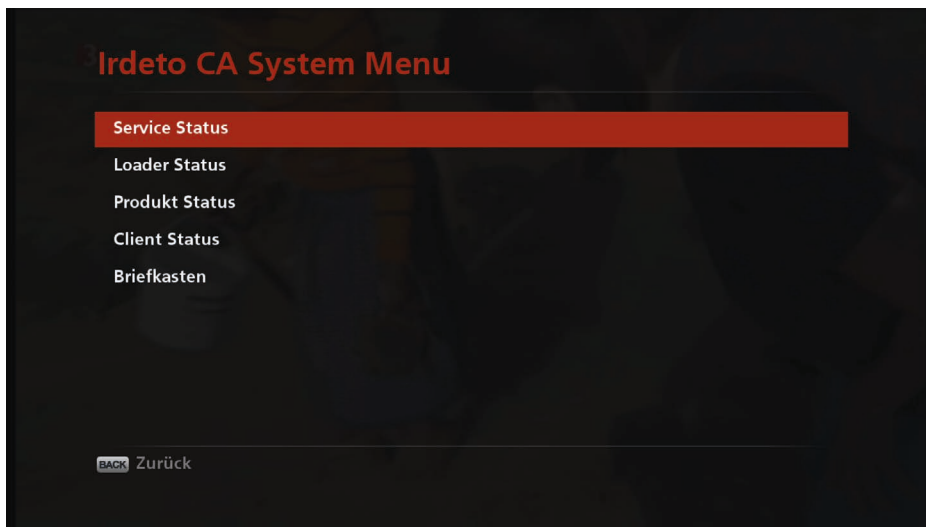 Irdeto CA System Menu
Service Status
Loader Status
Produkt Status
Client Status
Briefkasten
BACK Zurück